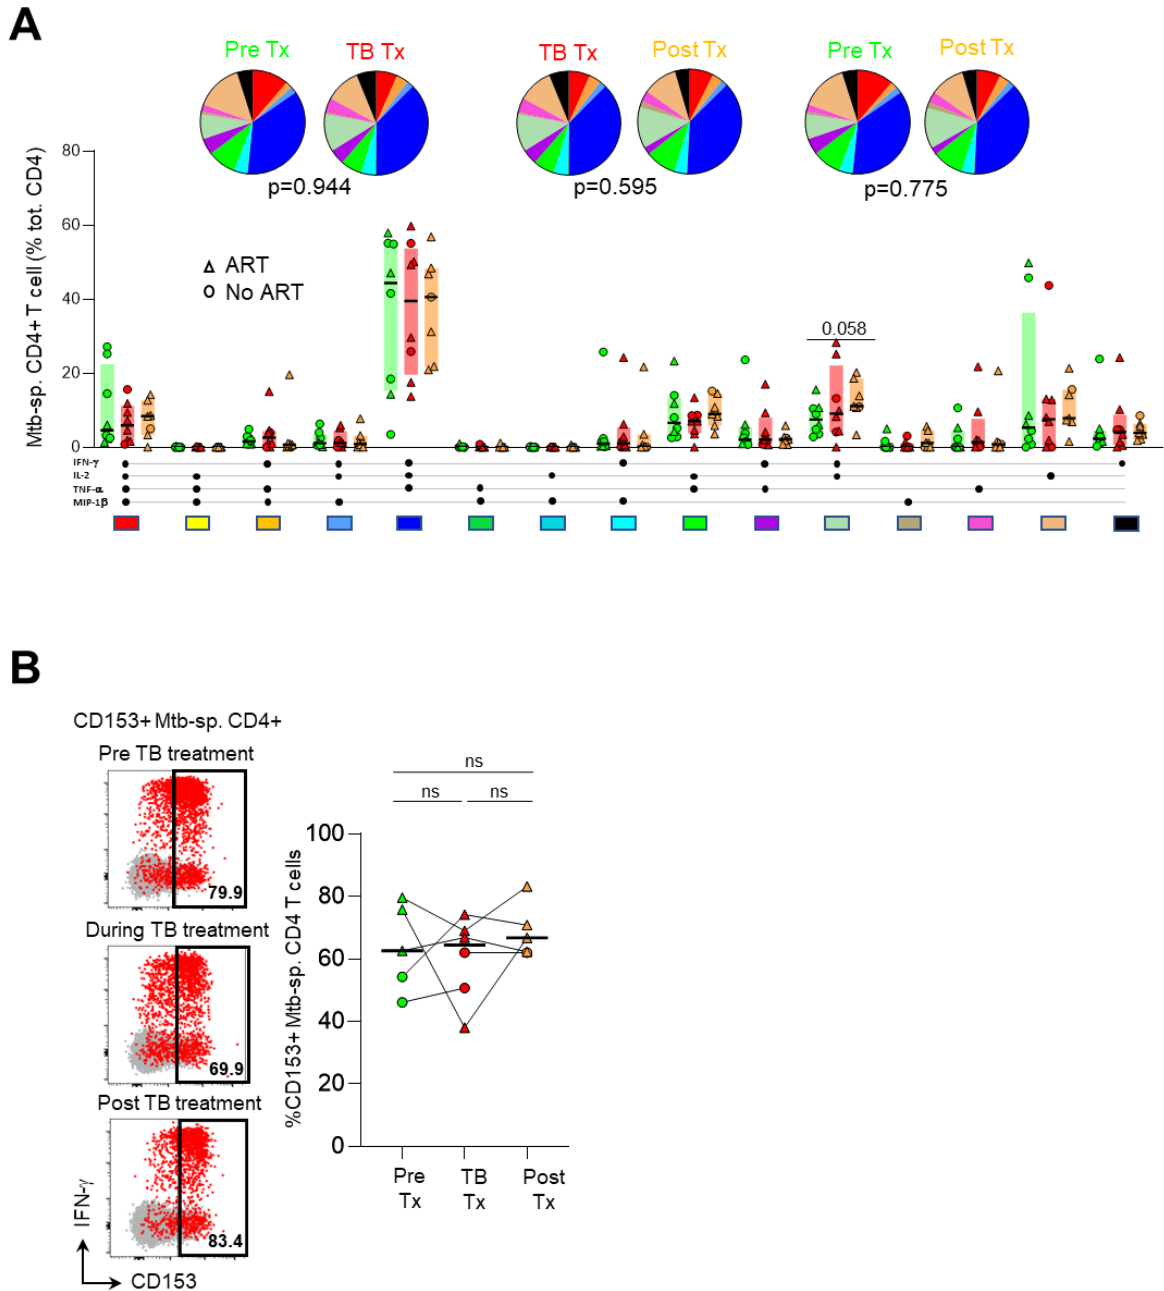 A
Pre Tx TB Tx TB Tx Post Tx Pre Tx Post Tx
p=0.944 p=0.595 p=0.775
Mtb-sp. CD4+ T cell (% tot. CD4)
80
60
40
20
0
ART
No ART
0.058
IFN-γ
IL-2
TNF-α
MIP-1β
B
CD153+ Mtb-sp. CD4+
Pre TB treatment
79.9
During TB treatment
69.9
Post TB treatment
83.4
IFN-γ
CD153
ns
ns ns
%CD153+ Mtb-sp. CD4 T cells
100
80
60
40
20
0
Pre TB Post
Tx Tx Tx